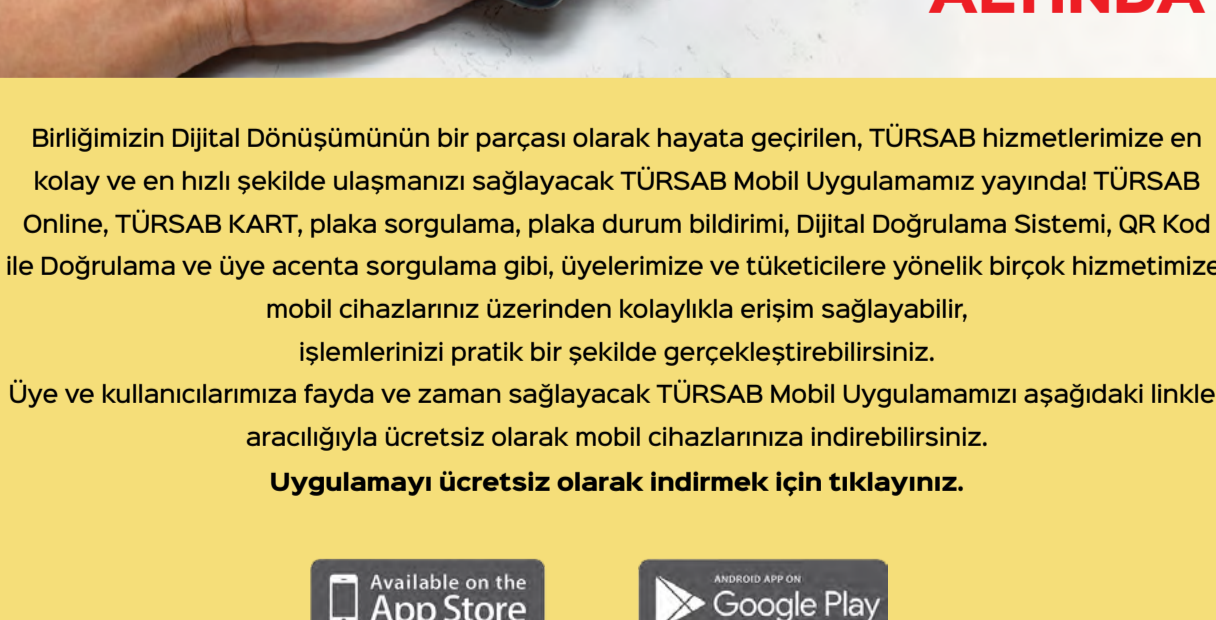 ALTINDA
Birliğimizin Dijital Dönüşümünün bir parçası olarak hayata geçirilen, TÜRSAB hizmetlerimize en
kolay ve en hızlı şekilde ulaşmanızı sağlayacak TÜRSAB Mobil Uygulamamız yayında! TÜRSAB
Online, TÜRSAB KART, plaka sorgulama, plaka durum bildirimi, Dijital Doğrulama Sistemi, QR Kod
ile Doğrulama ve üye acenta sorgulama gibi, üyelerimize ve tüketicilere yönelik birçok hizmetimize
mobil cihazlarınız üzerinden kolaylıkla erişim sağlayabilir,
işlemlerinizi pratik bir şekilde gerçekleştirebilirsiniz.
Üye ve kullanıcılarımıza fayda ve zaman sağlayacak TÜRSAB Mobil Uygulamamızı aşağıdaki linkle
aracılığıyla ücretsiz olarak mobil cihazlarınıza indirebilirsiniz.
Uygulamayı ücretsiz olarak indirmek için tıklayınız.
Available on the
App Store
ANDROID APP ON
Google Play